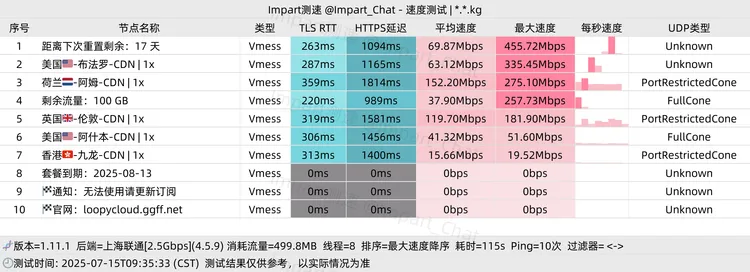 Impart测速 @Impart_Chat - 速度测试 | *.*.kg
序号 节点名称 类型 TLS RTT HTTPS延迟 平均速度 最大速度 每秒速度 UDP类型
1 距离下次重置剩余：17 天 Vmess 263ms 1094ms 69.87Mbps 455.72Mbps Unknown
2 美国🇺🇸-布法罗-CDN | 1x Vmess 287ms 1165ms 63.12Mbps 335.45Mbps Unknown
3 荷兰🇳🇱-阿姆-CDN | 1x Vmess 359ms 1814ms 152.20Mbps 275.10Mbps PortRestrictedCone
4 剩余流量：100 GB Vmess 220ms 989ms 37.90Mbps 257.73Mbps FullCone
5 英国🏴-伦敦-CDN | 1x Vmess 319ms 1581ms 119.70Mbps 181.90Mbps PortRestrictedCone
6 美国🇺🇸-阿什本-CDN | 1x Vmess 306ms 1456ms 41.32Mbps 51.60Mbps FullCone
7 香港🇭🇰-九龙-CDN | 1x Vmess 313ms 1400ms 15.66Mbps 19.52Mbps PortRestrictedCone
8 套餐到期：2025-08-13 Vmess 0ms 0ms 0bps 0bps Unknown
9 🏁通知：无法使用请更新订阅 Vmess 0ms 0ms 0bps 0bps Unknown
10 🏁官网：loopycloud.ggff.net Vmess 0ms 0ms 0bps 0bps Unknown
版本=1.11.1 后端=上海联通[2.5Gbps](4.5.9) 消耗流量=499.8MB 线程=8 排序=最大速度降序 耗时=115s Ping=10次 过滤器= <->
测试时间: 2025-07-15T09:35:33 (CST) 测试结果仅供参考，以实际情况为准